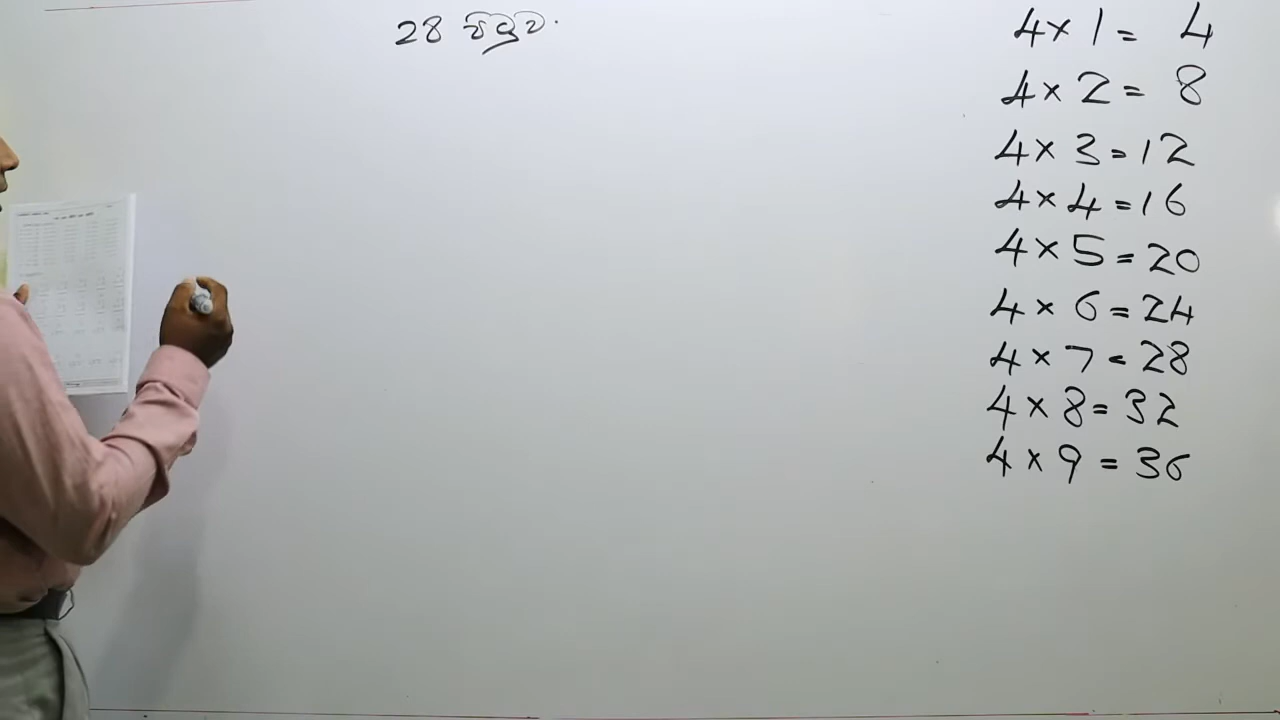 28 පිටුව.
4 × 1 = 4
4 × 2 = 8
4 × 3 = 12
4 × 4 = 16
4 × 5 = 20
4 × 6 = 24
4 × 7 = 28
4 × 8 = 32
4 × 9 = 36